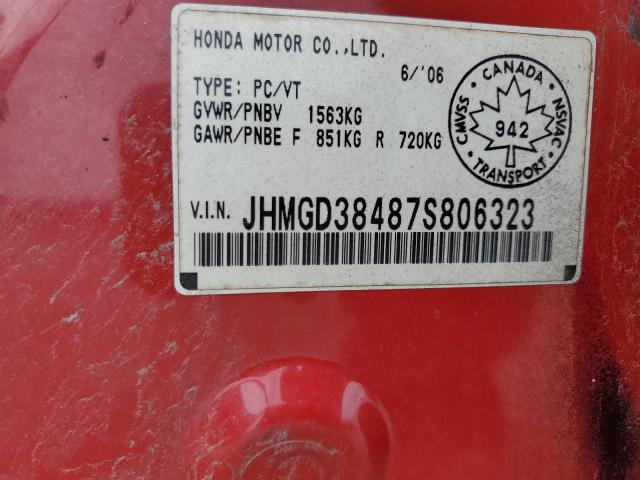 HONDA MOTOR CO.,LTD.
6/'06
TYPE: PC/VT
GVWR/PNBV 1563KG
GAWR/PNBE F 851KG R 720KG
CANADA
CMVSS
NSVAC
942
TRANSPORT
V.I.N. JHMGD38487S806323